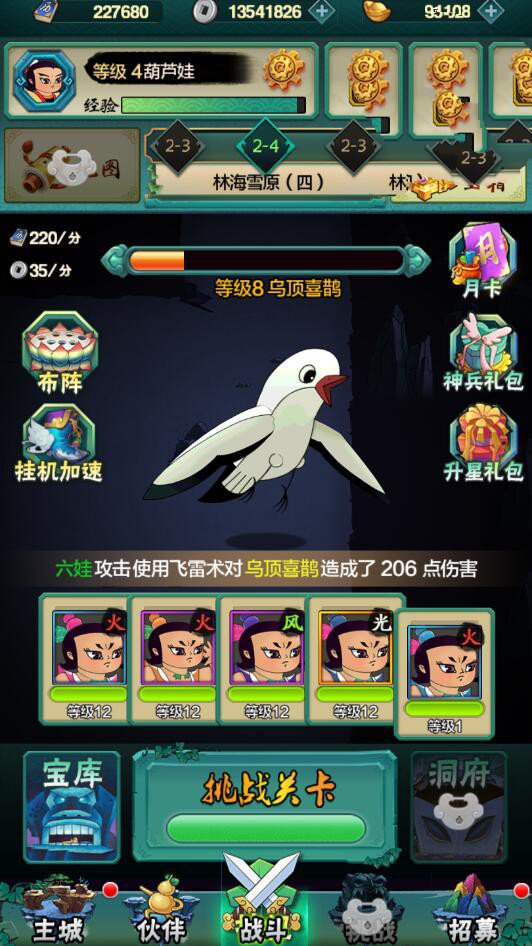 227680
13541826
93108
等级 4葫芦娃
经验
图
2-3
2-4
2-3
2-3
林海雪原（四）
林
220/分
35/分
等级8 乌顶喜鹊
月
月卡
布阵
神兵礼包
挂机加速
升星礼包
六娃攻击使用飞雷术对乌顶喜鹊造成了 206 点伤害
火
火
风
光
火
等级12
等级12
等级12
等级12
等级1
宝库
挑战关卡
洞府
主城
伙伴
战斗
挑战
招募